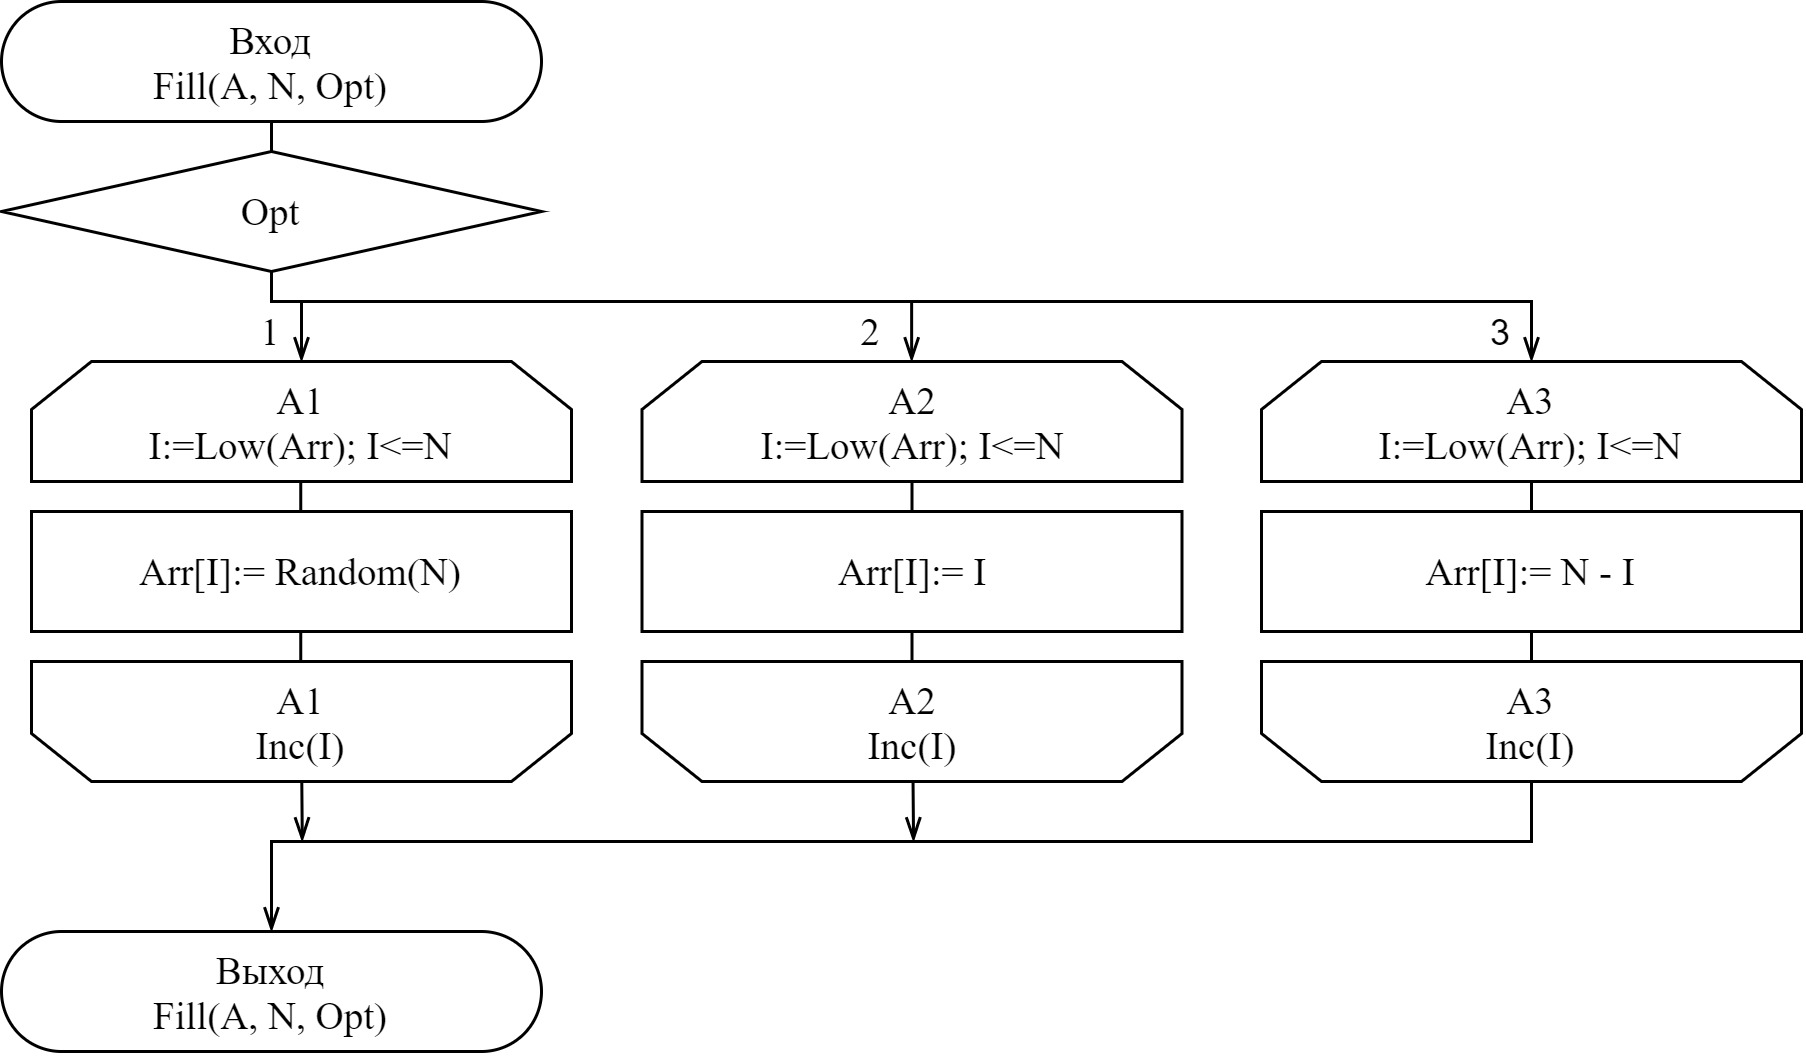 Вход
Fill(A, N, Opt)
Opt
1
2
3
A1
I:=Low(Arr); I<=N
A2
I:=Low(Arr); I<=N
A3
I:=Low(Arr); I<=N
Arr[I]:= Random(N)
Arr[I]:= I
Arr[I]:= N - I
A1
Inc(I)
A2
Inc(I)
A3
Inc(I)
Выход
Fill(A, N, Opt)